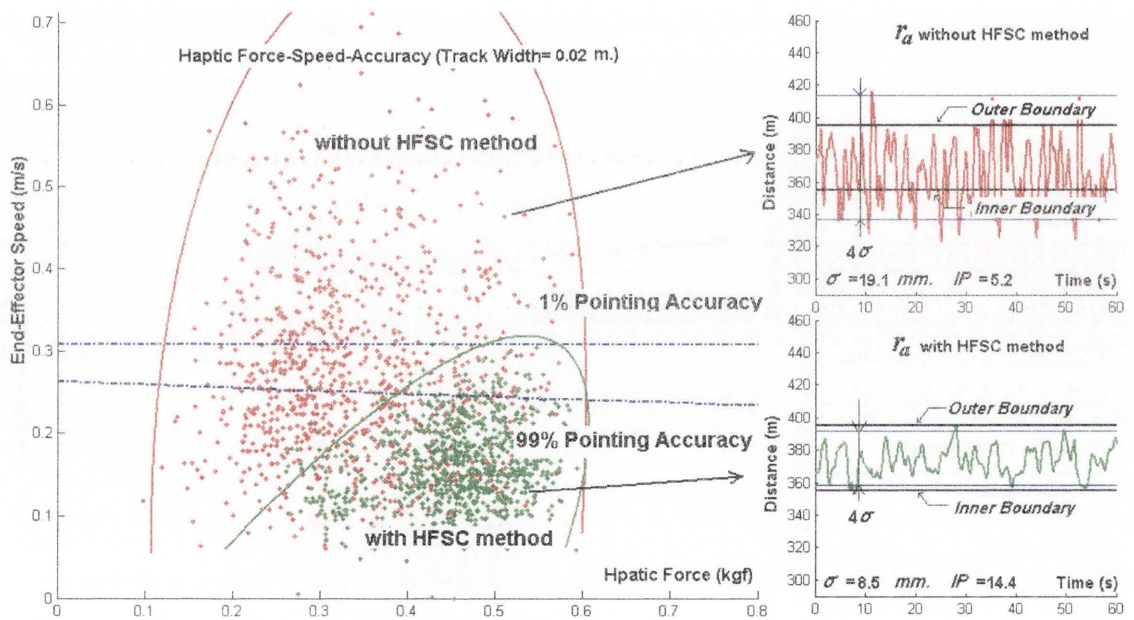 0.7
Haptic Force-Speed-Accuracy (Track Width= 0.02 m.)
0.6
without HFSC method
0.5
End-Effector Speed (m/s)
0.4
1% Pointing Accuracy
0.3
0.2
99% Pointing Accuracy
0.1
with HFSC method
Hpatic Force (kgf)
0
0 0.1 0.2 0.3 0.4 0.5 0.6 0.7 0.8
460
rₐ without HFSC method
440
420
Outer Boundary
400
Distance (m)
380
360
Inner Boundary
340
320
4σ
300
σ =19.1 mm. IP =5.2 Time (s)
0 10 20 30 40 50 60
460
rₐ with HFSC method
440
420
Outer Boundary
400
Distance (m)
380
360
Inner Boundary
340
4σ
320
300
σ =8.5 mm. IP =14.4 Time (s)
0 10 20 30 40 50 60